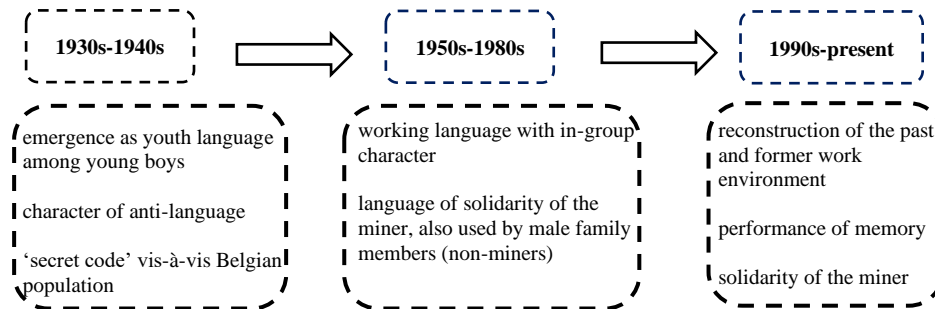 1930s-1940s
1950s-1980s
1990s-present
emergence as youth language
among young boys
character of anti-language
‘secret code’ vis-à-vis Belgian
population
working language with in-group
character
language of solidarity of the
miner, also used by male family
members (non-miners)
reconstruction of the past
and former work
environment
performance of memory
solidarity of the miner